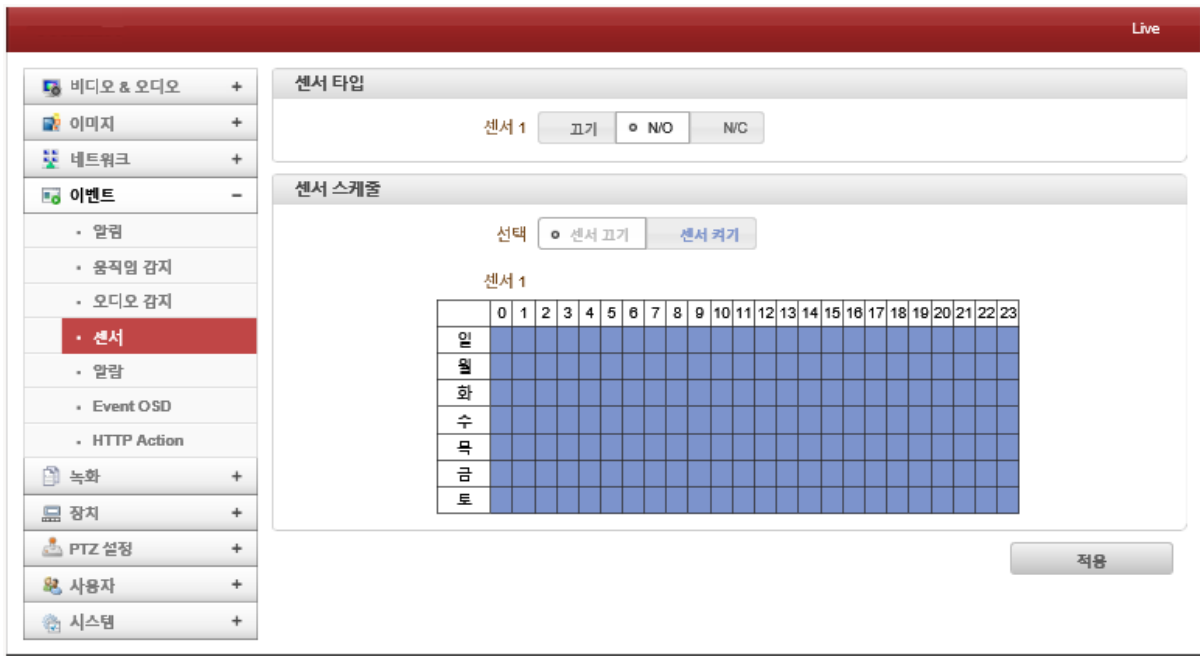 Live
비디오 & 오디오 +
이미지 +
네트워크 +
이벤트 −
알림
움직임 감지
오디오 감지
센서
알람
Event OSD
HTTP Action
녹화 +
장치 +
PTZ 설정 +
사용자 +
시스템 +
센서 타입
센서 1 끄기 N/O N/C
센서 스케줄
선택 센서 끄기 센서 켜기
센서 1
0 1 2 3 4 5 6 7 8 9 10 11 12 13 14 15 16 17 18 19 20 21 22 23
일
월
화
수
목
금
토
적용